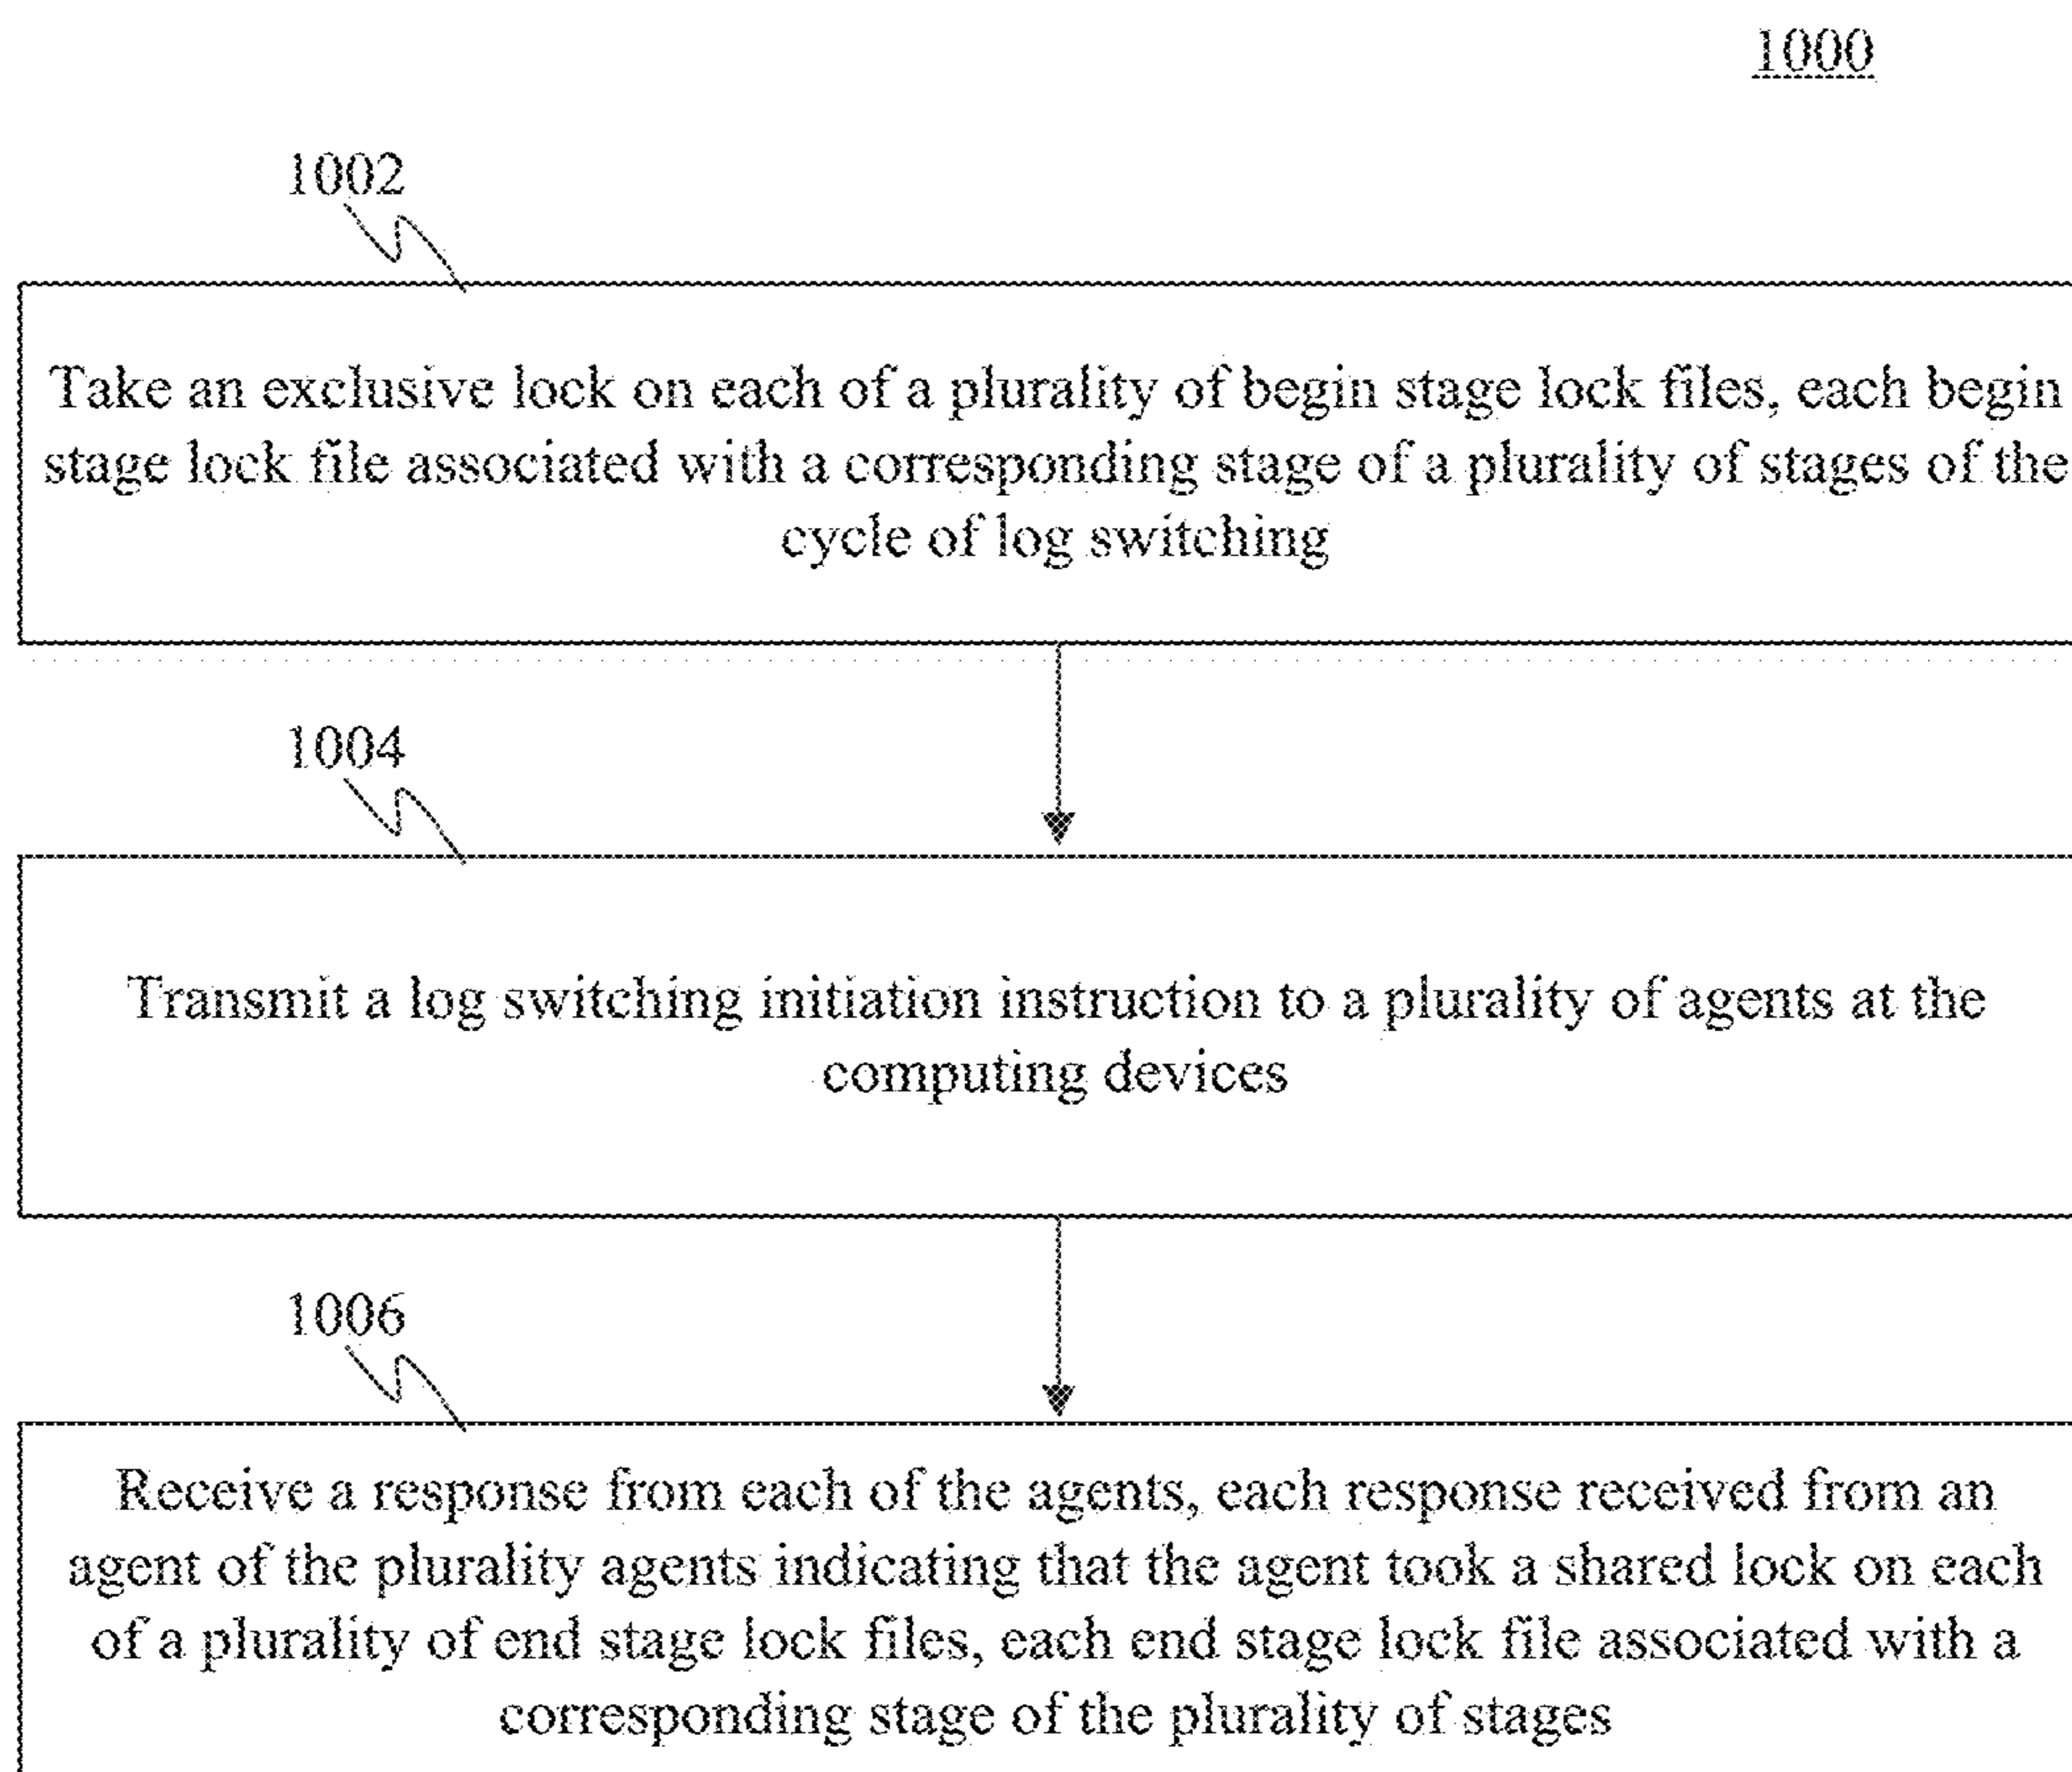 1000
1002
Take an exclusive lock on each of a plurality of begin stage lock files, each begin
stage lock file associated with a corresponding stage of a plurality of stages of the
cycle of log switching
1004
Transmit a log switching initiation instruction to a plurality of agents at the
computing devices
1006
Receive a response from each of the agents, each response received from an
agent of the plurality agents indicating that the agent took a shared lock on each
of a plurality of end stage lock files, each end stage lock file associated with a
corresponding stage of the plurality of stages